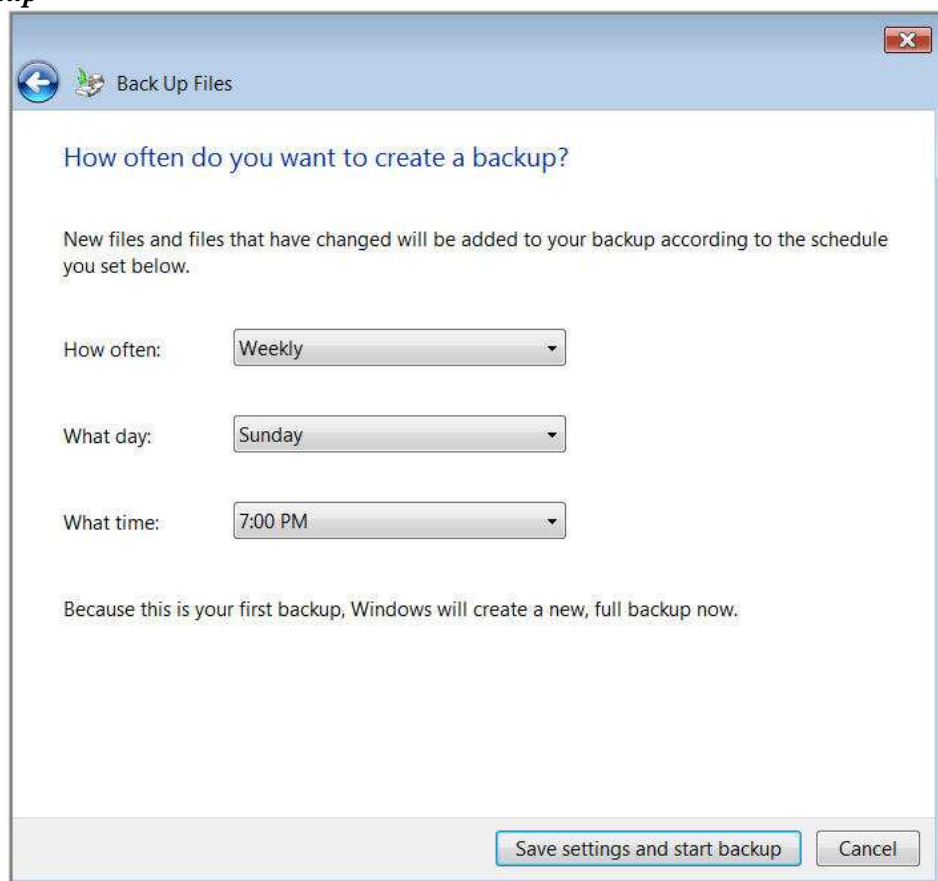 Back Up Files
How often do you want to create a backup?
New files and files that have changed will be added to your backup according to the schedule
you set below.
How often: Weekly
What day: Sunday
What time: 7:00 PM
Because this is your first backup, Windows will create a new, full backup now.
Save settings and start backup Cancel